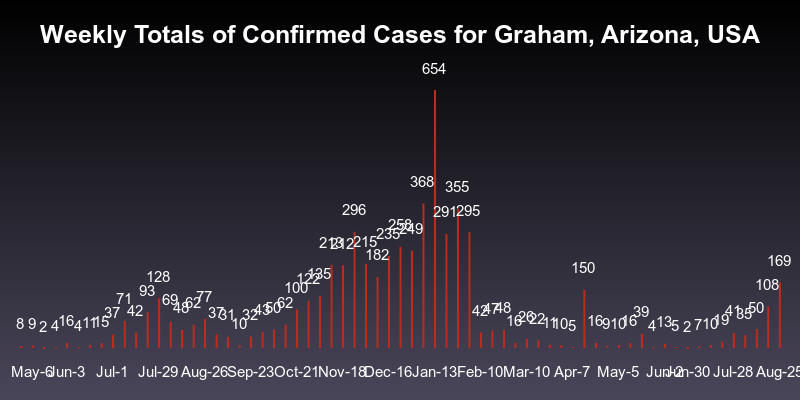 Weekly Totals of Confirmed Cases for Graham, Arizona, USA
8 9 2 4 16 4 11 15 37 71 42 93 128 69 48 62 77 37 31 10 32 43 50 62 100 122 135 213 212 296 215 182 235 258 249 368 654 291 355 295 42 47 48 16 26 22 11 10 5 150 16 9 10 16 39 4 13 5 2 7 10 19 41 35 50 108 169
May-6 Jun-3 Jul-1 Jul-29 Aug-26 Sep-23 Oct-21 Nov-18 Dec-16 Jan-13 Feb-10 Mar-10 Apr-7 May-5 Jun-2 Jun-30 Jul-28 Aug-25